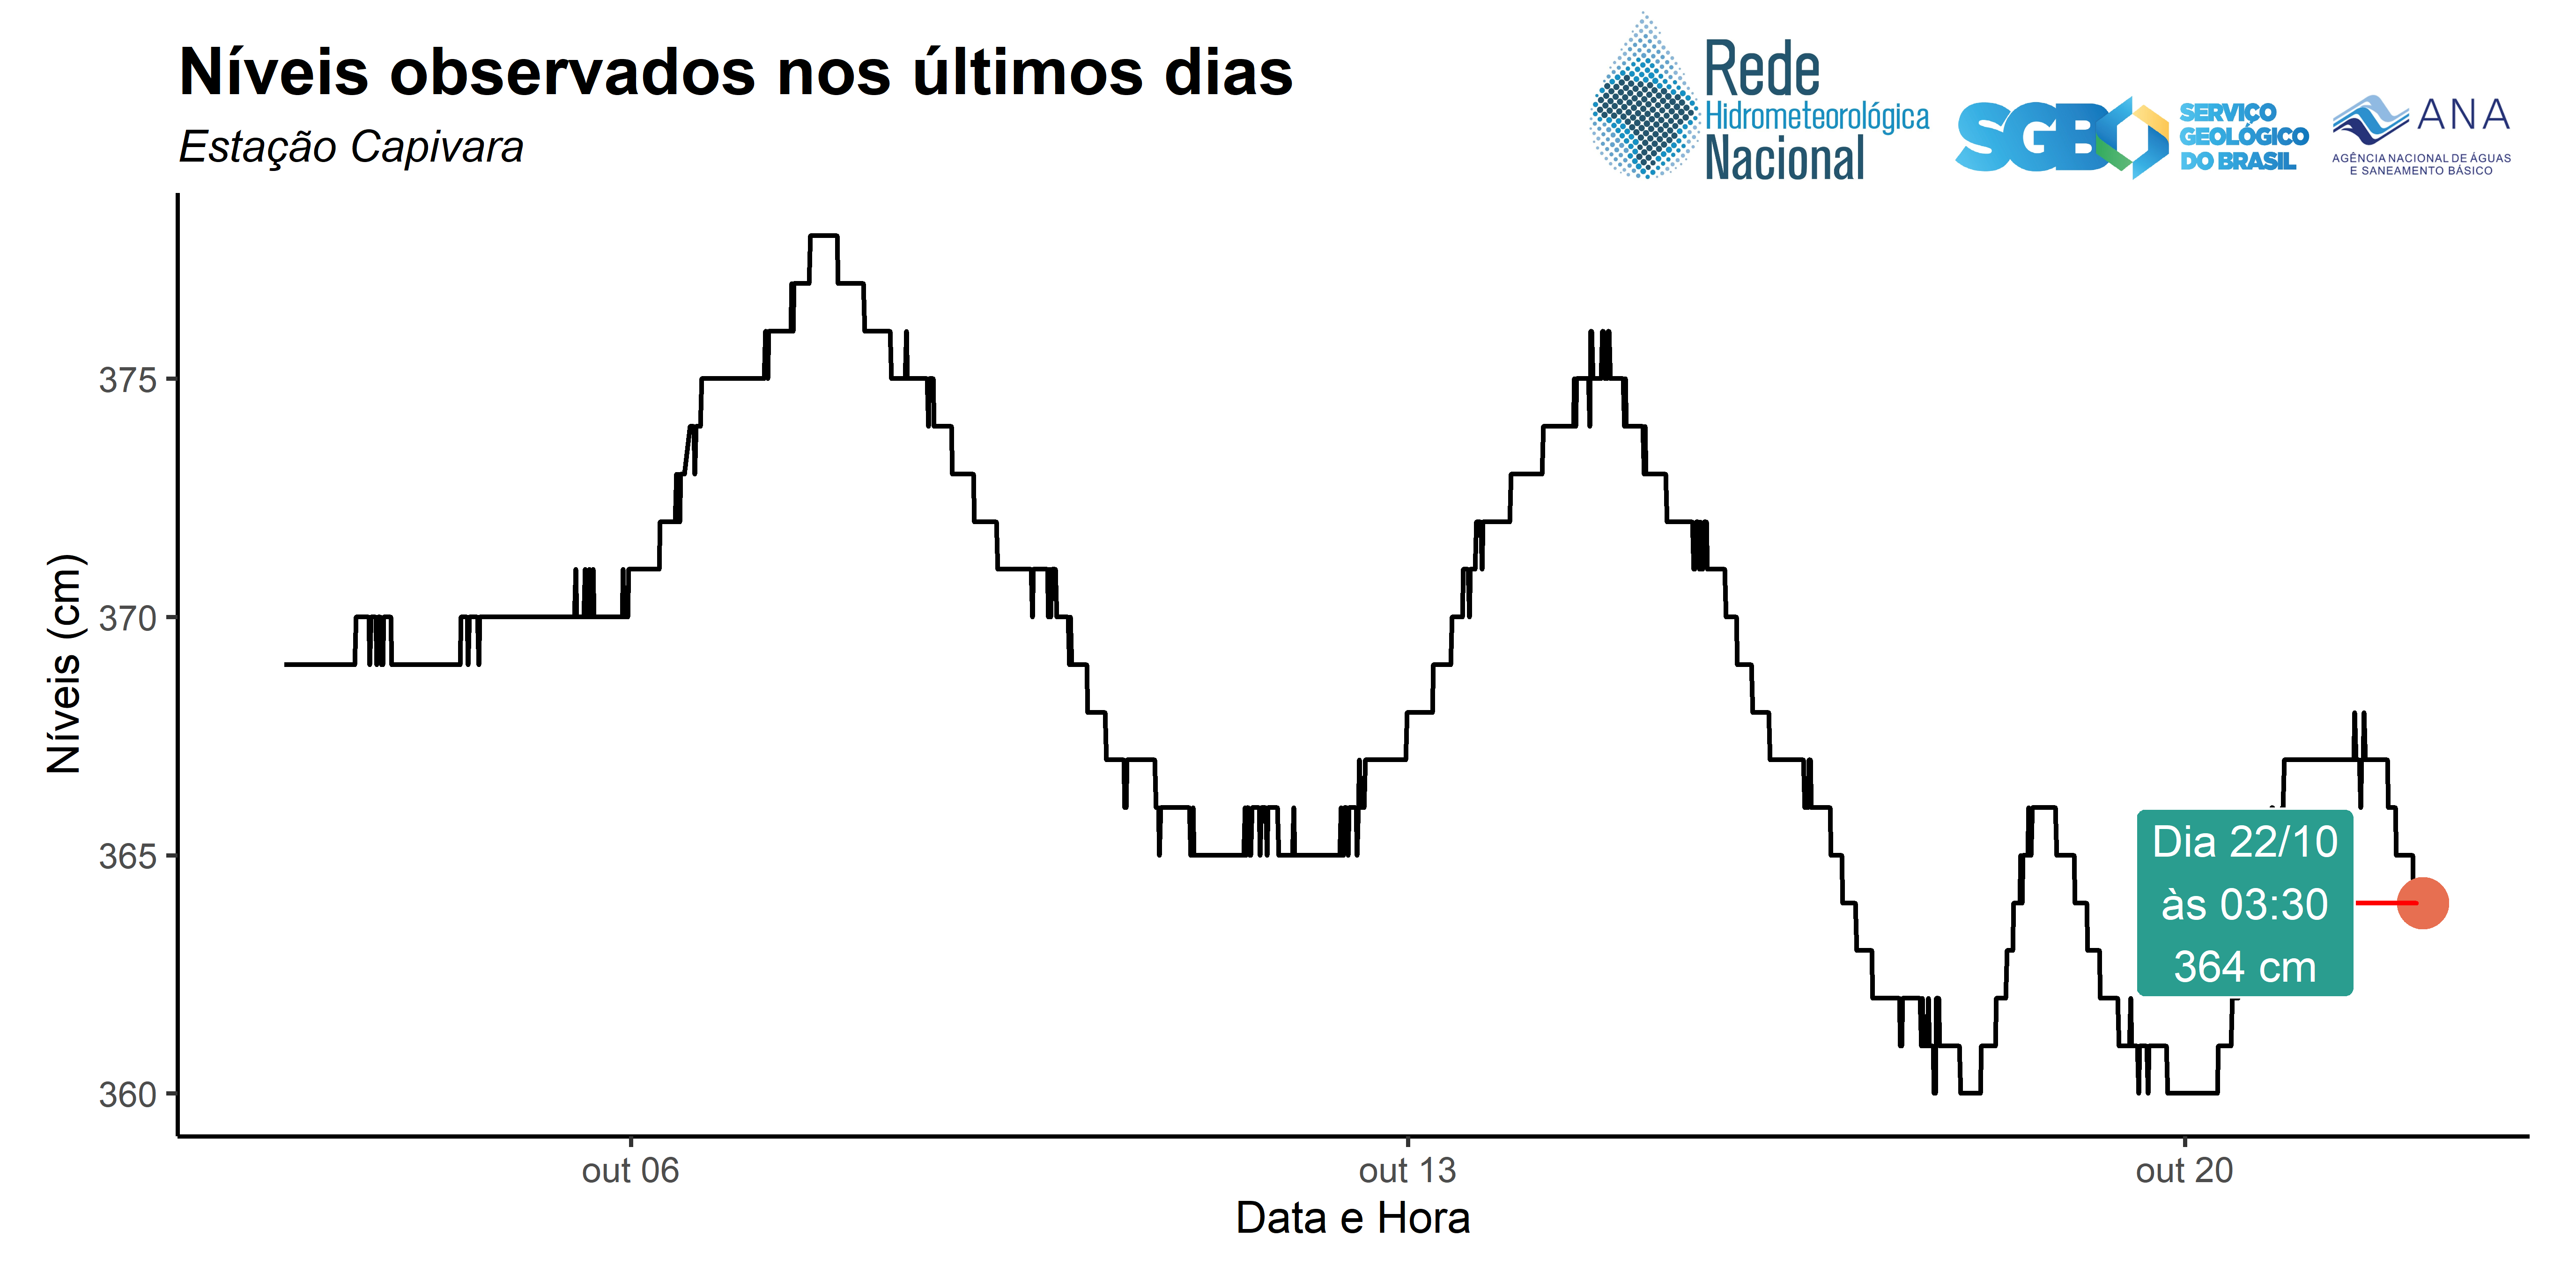 Níveis observados nos últimos dias
Estação Capivara
Rede
Hidrometeorológica
Nacional
SGB
SERVIÇO
GEOLÓGICO
DO BRASIL
ANA
AGÊNCIA NACIONAL DE ÁGUAS
E SANEAMENTO BÁSICO
Níveis (cm)
375
370
365
360
Dia 22/10
às 03:30
364 cm
out 06
out 13
out 20
Data e Hora